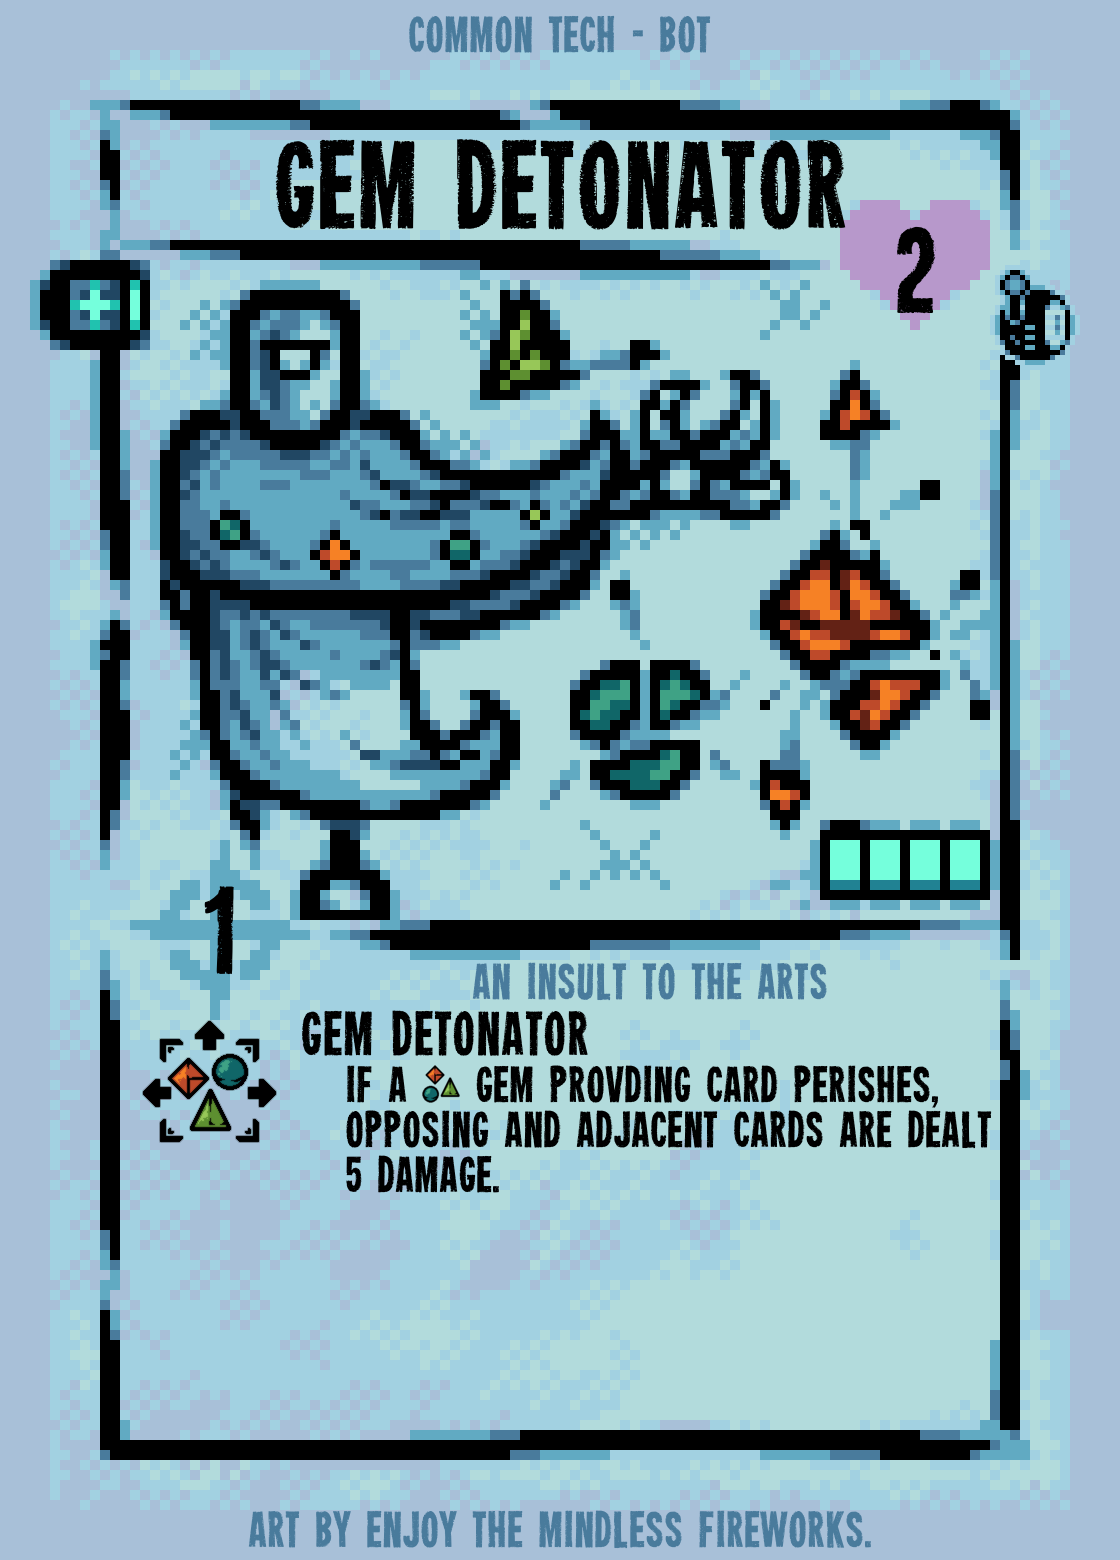 COMMON TECH - BOT
GEM DETONATOR
2
1
AN INSULT TO THE ARTS
GEM DETONATOR
IF A GEM PROVDING CARD PERISHES,
OPPOSING AND ADJACENT CARDS ARE DEALT
5 DAMAGE.
ART BY ENJOY THE MINDLESS FIREWORKS.